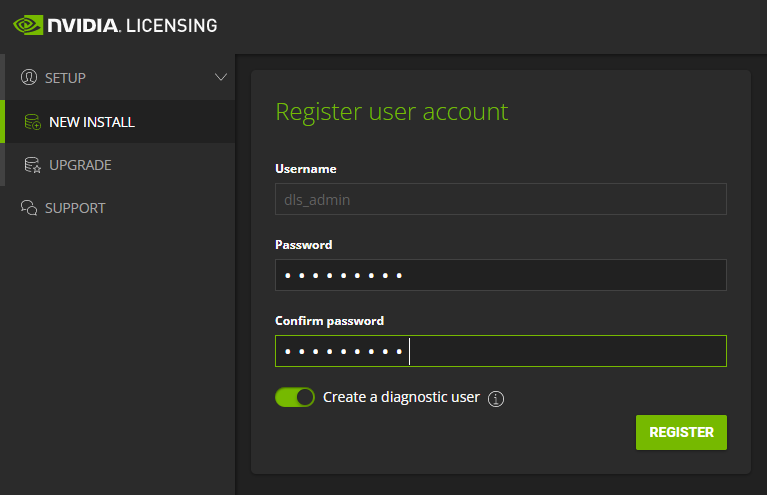 NVIDIA. LICENSING
SETUP
NEW INSTALL
UPGRADE
SUPPORT
Register user account
Username
dls_admin
Password
•••••••••
Confirm password
•••••••••
Create a diagnostic user
REGISTER